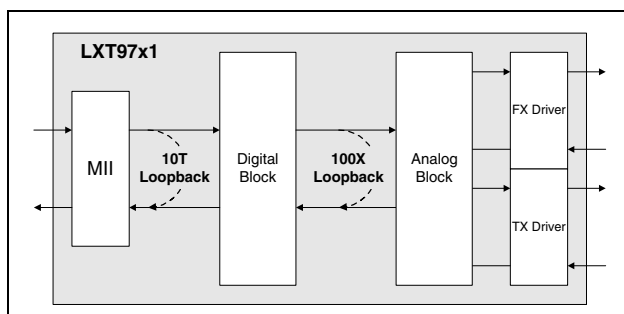 LXT97x1
MII
10T
Loopback
Digital
Block
100X
Loopback
Analog
Block
FX Driver
TX Driver